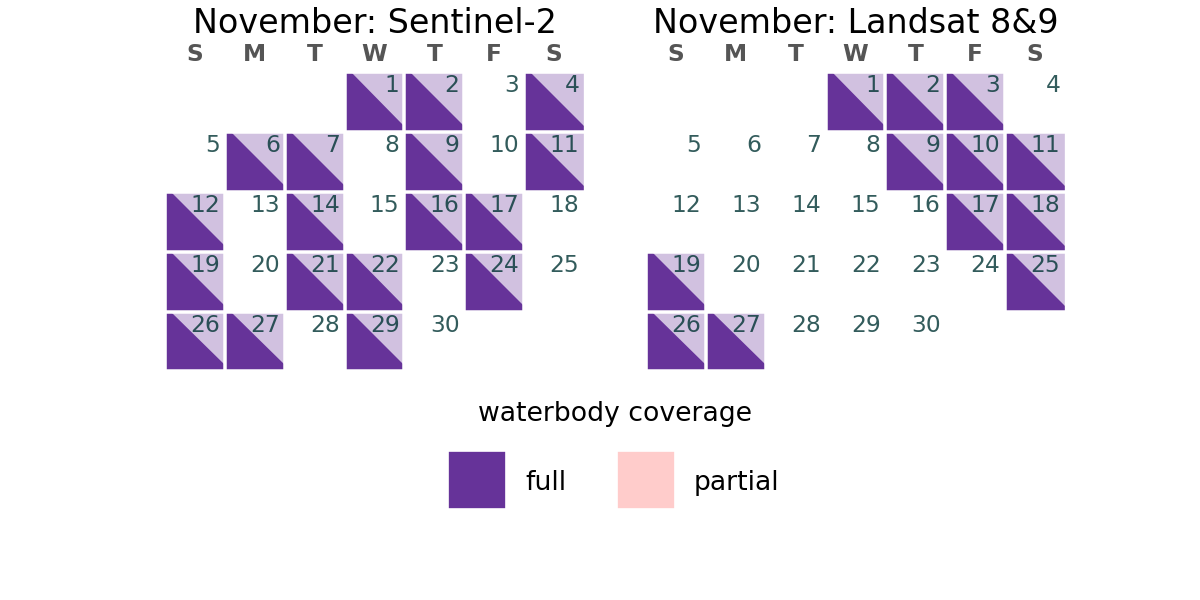 November: Sentinel-2
S M T W T F S
1 2 3 4
5 6 7 8 9 10 11
12 13 14 15 16 17 18
19 20 21 22 23 24 25
26 27 28 29 30
November: Landsat 8&9
S M T W T F S
1 2 3 4
5 6 7 8 9 10 11
12 13 14 15 16 17 18
19 20 21 22 23 24 25
26 27 28 29 30
waterbody coverage
full partial